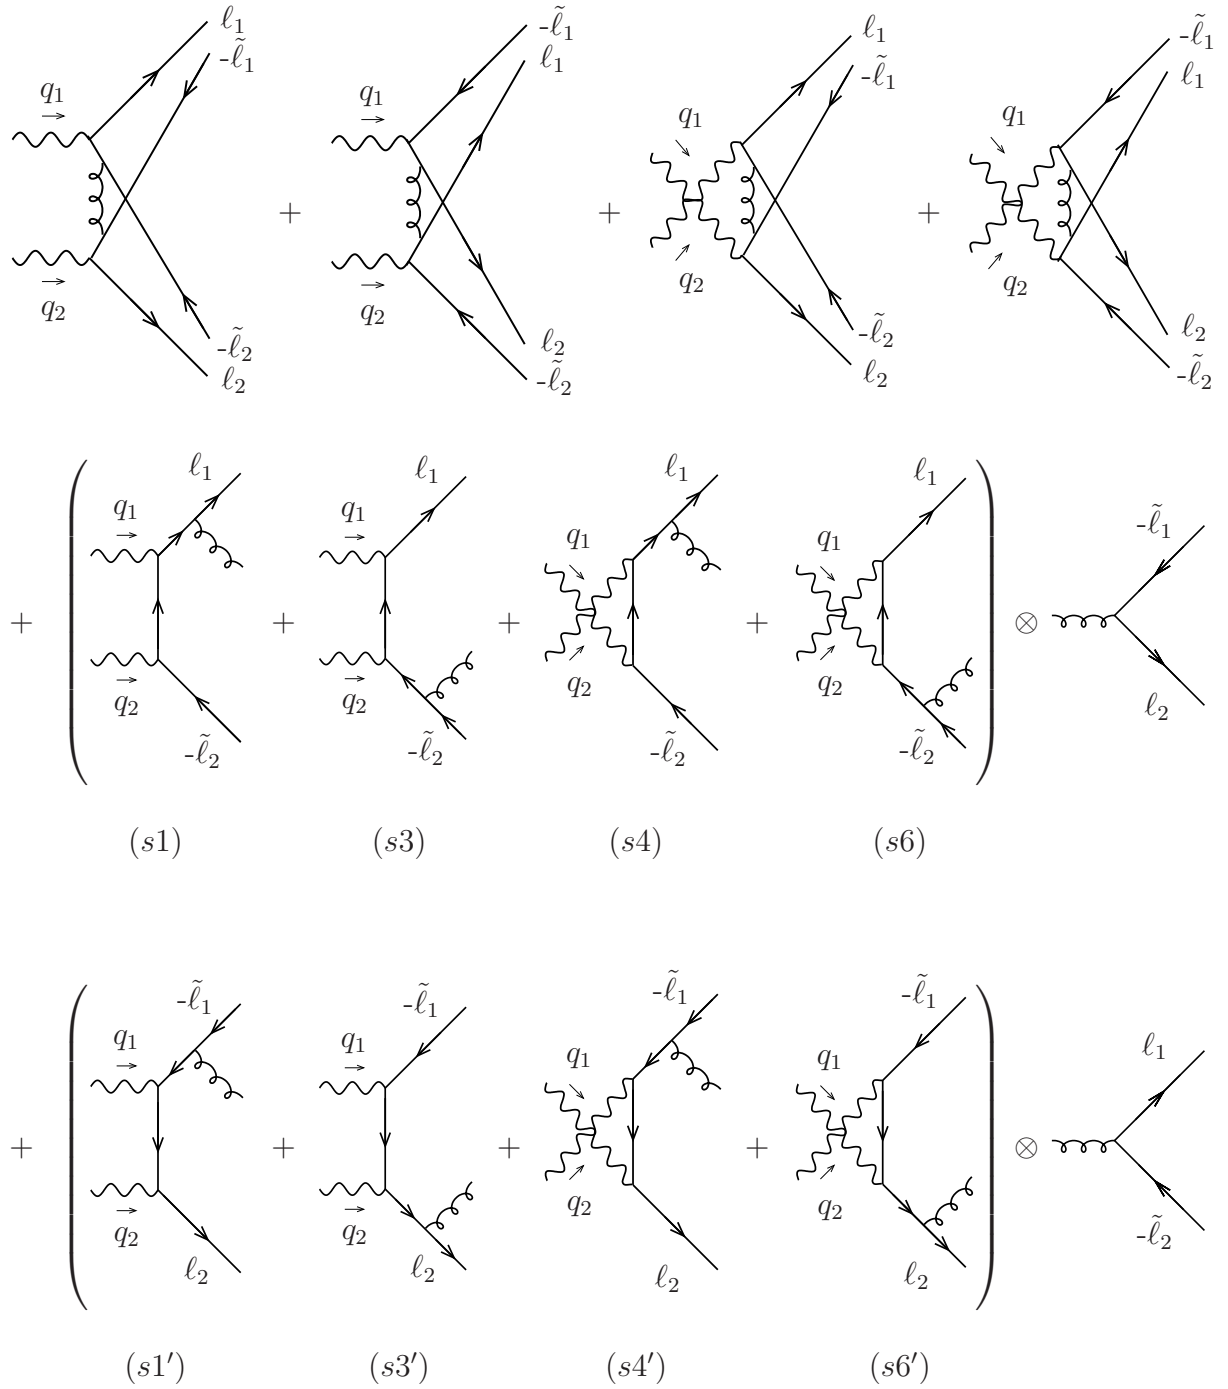 ℓ₁ -ℓ̃₁ ℓ₁ -ℓ̃₁
-ℓ̃₁ ℓ₁ -ℓ̃₁ ℓ₁
q₁ q₁ q₁ q₁
→ → → →
+ + +
→ → → →
q₂ q₂ q₂ q₂
-ℓ̃₂ ℓ₂ -ℓ̃₂ ℓ₂
ℓ₂ -ℓ̃₂ ℓ₂ -ℓ̃₂
ℓ₁ ℓ₁ ℓ₁ ℓ₁
q₁ q₁ q₁ q₁ -ℓ̃₁
→ → → →
+ ( + + + ) ⊗
→ → → →
q₂ q₂ q₂ q₂ ℓ₂
-ℓ̃₂ -ℓ̃₂ -ℓ̃₂ -ℓ̃₂
(s1) (s3) (s4) (s6)
-ℓ̃₁ -ℓ̃₁ -ℓ̃₁ -ℓ̃₁
q₁ q₁ q₁ q₁ ℓ₁
→ → → →
+ ( + + + ) ⊗
→ → → →
q₂ q₂ q₂ q₂ -ℓ̃₂
ℓ₂ ℓ₂ ℓ₂ ℓ₂
(s1′) (s3′) (s4′) (s6′)